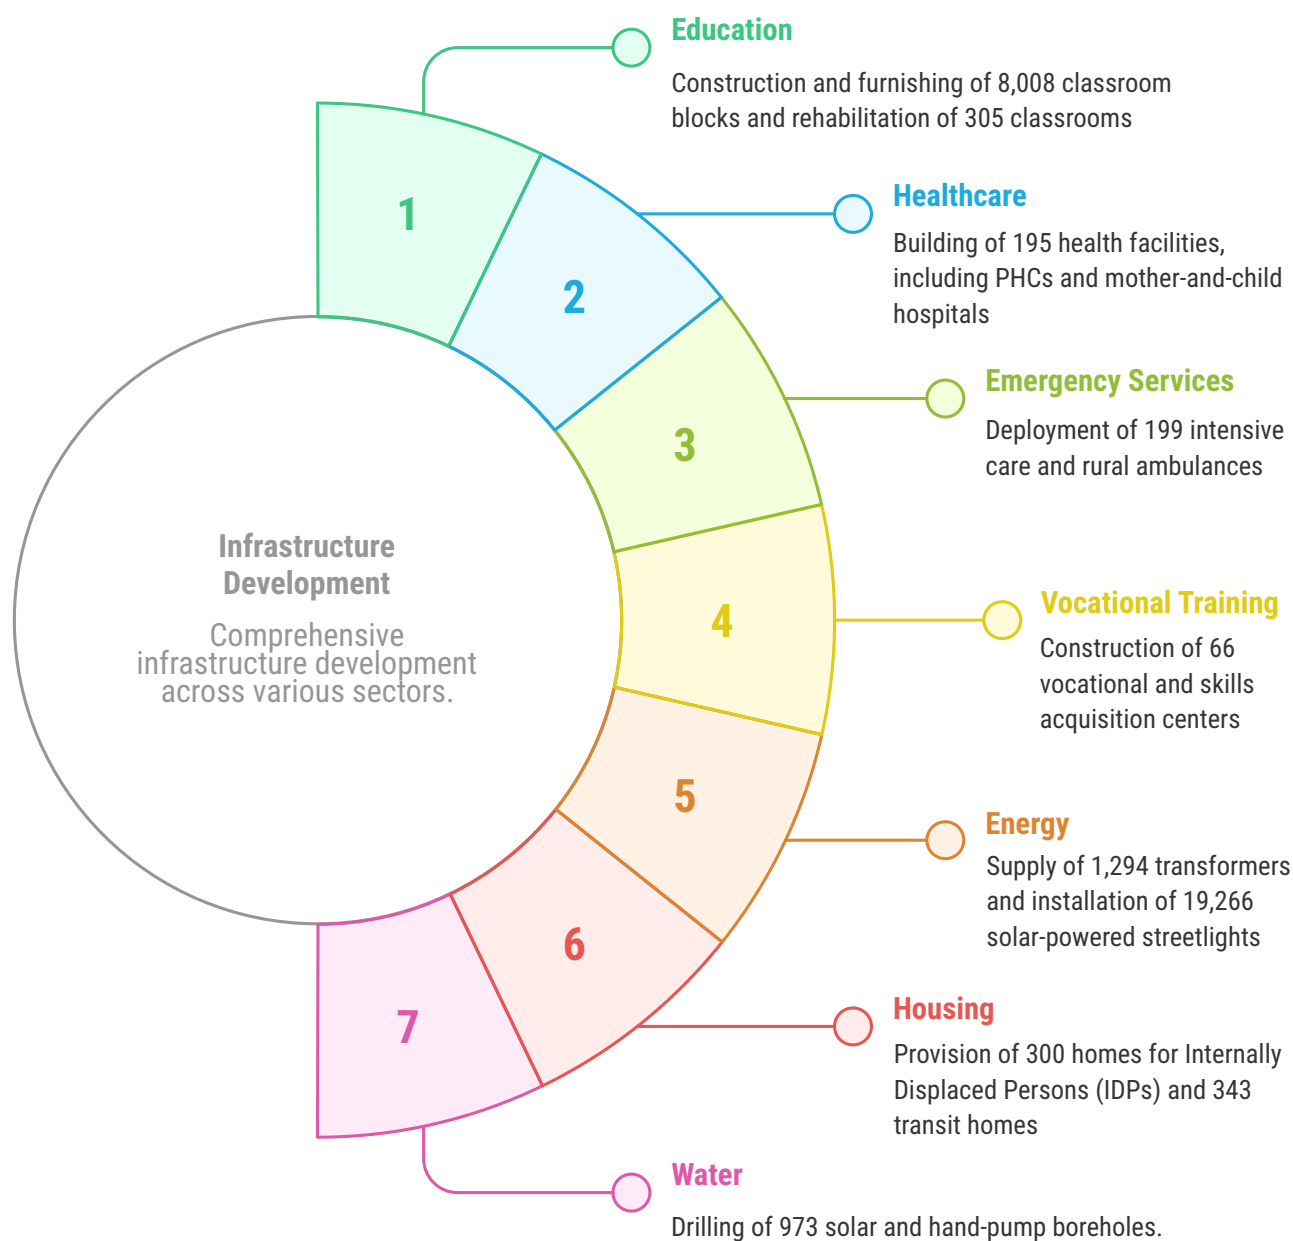 Education
Construction and furnishing of 8,008 classroom
blocks and rehabilitation of 305 classrooms
1
Healthcare
Building of 195 health facilities,
including PHCs and mother-and-child
hospitals
2
Emergency Services
Deployment of 199 intensive
care and rural ambulances
3
Infrastructure
Development
Comprehensive
infrastructure development
across various sectors.
Vocational Training
Construction of 66
vocational and skills
acquisition centers
4
Energy
Supply of 1,294 transformers
and installation of 19,266
solar-powered streetlights
5
Housing
Provision of 300 homes for Internally
Displaced Persons (IDPs) and 343
transit homes
6
Water
Drilling of 973 solar and hand-pump boreholes.
7